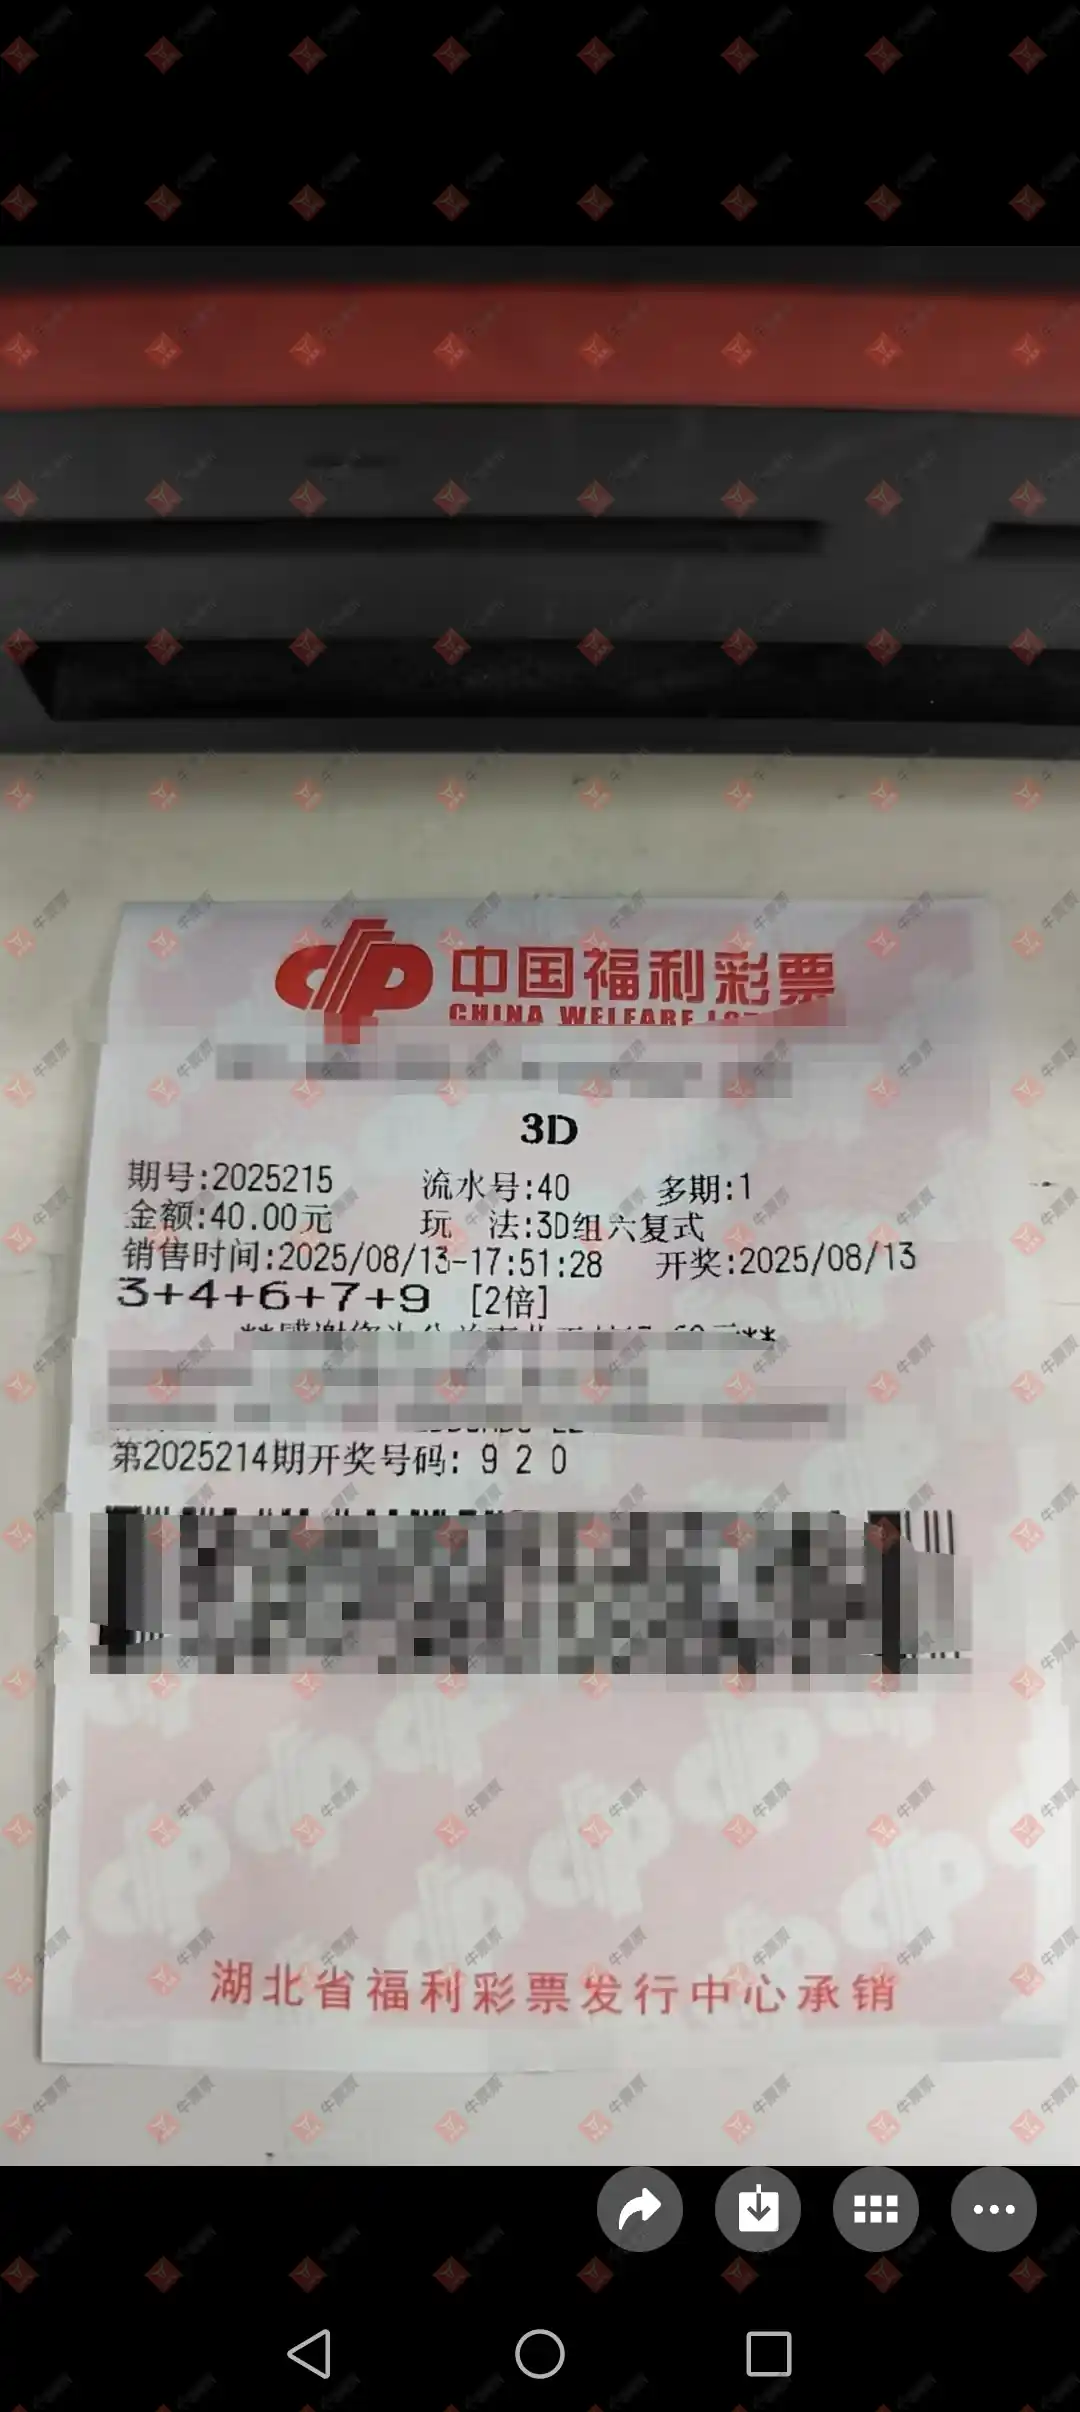 中国福利彩票
CHINA WELFARE
3D
期号:2025215 流水号:40 多期:1
金额:40.00元 玩 法:3D组六复式
销售时间:2025/08/13-17:51:28 开奖:2025/08/13
3+4+6+7+9 [2倍]
第2025214期开奖号码: 9 2 0
湖北省福利彩票发行中心承销
牛票票